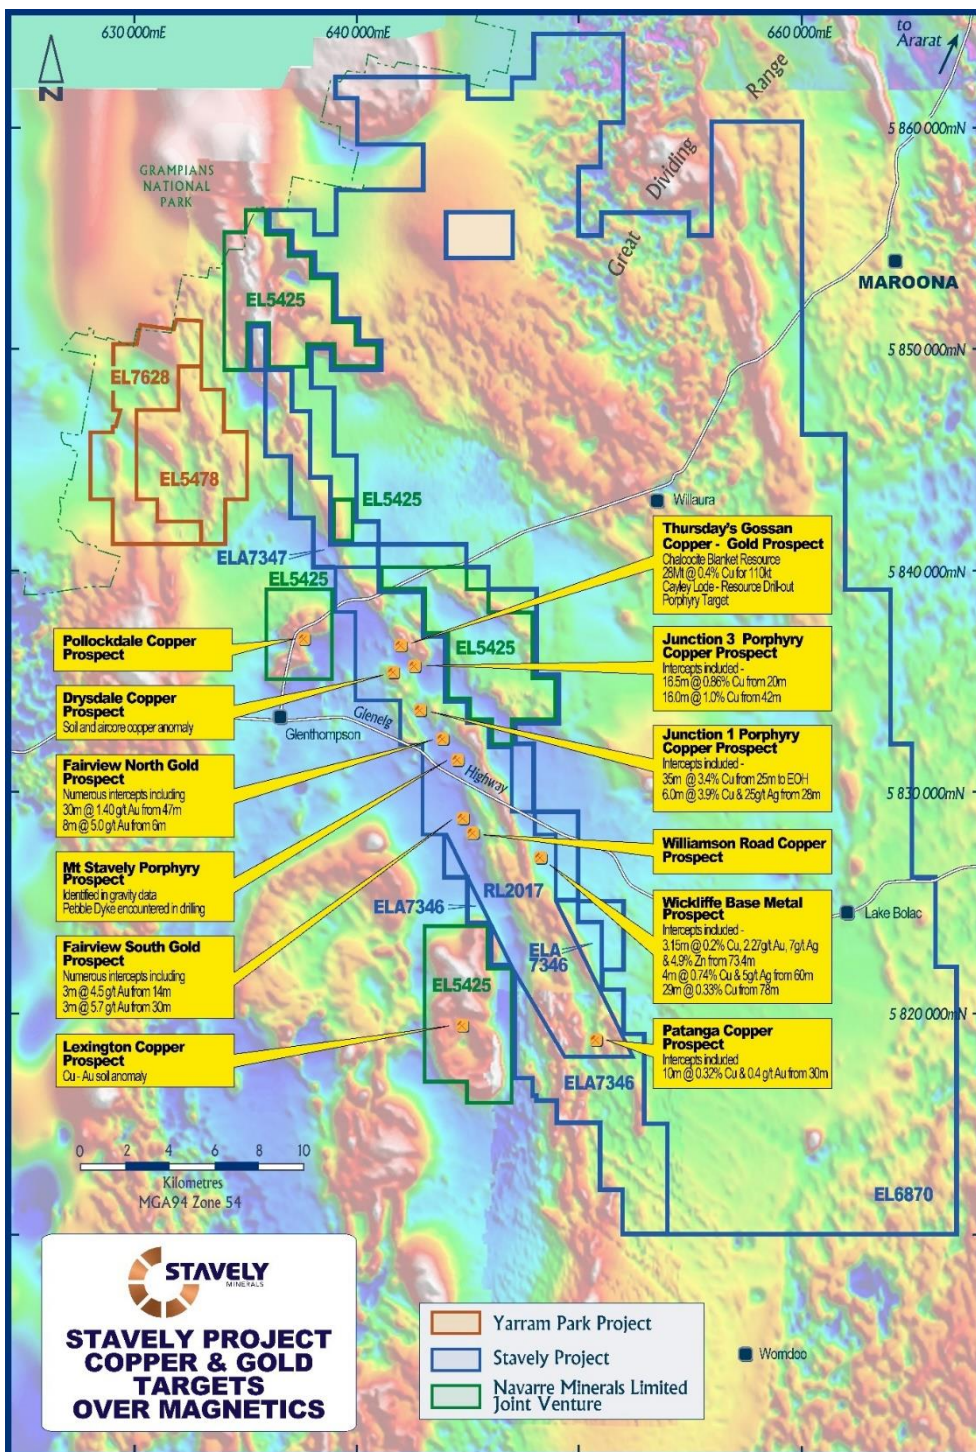 630 000mE
640 000mE
660 000mE
to
Ararat
N
5 860 000mN
GRAMPIANS
NATIONAL
PARK
Great
Dividing
Range
MAROONA
EL5425
5 850 000mN
EL7628
EL5478
EL5425
Willaura
ELA7347
EL5425
5 840 000mN
Thursday's Gossan
Copper - Gold Prospect
Chalcocite Blanket Resource
28Mt @ 0.4% Cu for 110kt
Cayley Lode - Resource Drill-out
Porphyry Target
Pollockdale Copper
Prospect
EL5425
Junction 3 Porphyry
Copper Prospect
Intercepts included -
16.5m @ 0.86% Cu from 20m
16.0m @ 1.0% Cu from 42m
Drysdale Copper
Prospect
Soil and aircore copper anomaly
Glenthompson
Glenelg
Highway
Junction 1 Porphyry
Copper Prospect
Intercepts included -
35m @ 3.4% Cu from 25m to EOH
6.0m @ 3.9% Cu & 25g/t Ag from 28m
Fairview North Gold
Prospect
Numerous intercepts including
30m @ 1.40 g/t Au from 47m
8m @ 5.0 g/t Au from 6m
5 830 000mN
Williamson Road Copper
Prospect
Mt Stavely Porphyry
Prospect
Identified in gravity data
Pebble Dyke encountered in drilling
RL2017
ELA7346
Wickliffe Base Metal
Prospect
Intercepts included -
3.15m @ 0.2% Cu, 2.27g/t Au, 7g/t Ag
& 4.9% Zn from 73.4m
4m @ 0.74% Cu & 5g/t Ag from 60m
29m @ 0.33% Cu from 78m
Lake Bolac
Fairview South Gold
Prospect
Numerous intercepts including
3m @ 4.5 g/t Au from 14m
3m @ 5.7 g/t Au from 30m
ELA
7346
EL5425
5 820 000mN
Lexington Copper
Prospect
Cu - Au soil anomaly
Patanga Copper
Prospect
Intercepts included
10m @ 0.32% Cu & 0.4 g/t Au from 30m
ELA7346
0 2 4 6 8 10
Kilometres
MGA94 Zone 54
EL6870
STAVELY
MINERALS
STAVELY PROJECT
COPPER & GOLD
TARGETS
OVER MAGNETICS
Yarram Park Project
Stavely Project
Navarre Minerals Limited
Joint Venture
Worndoo